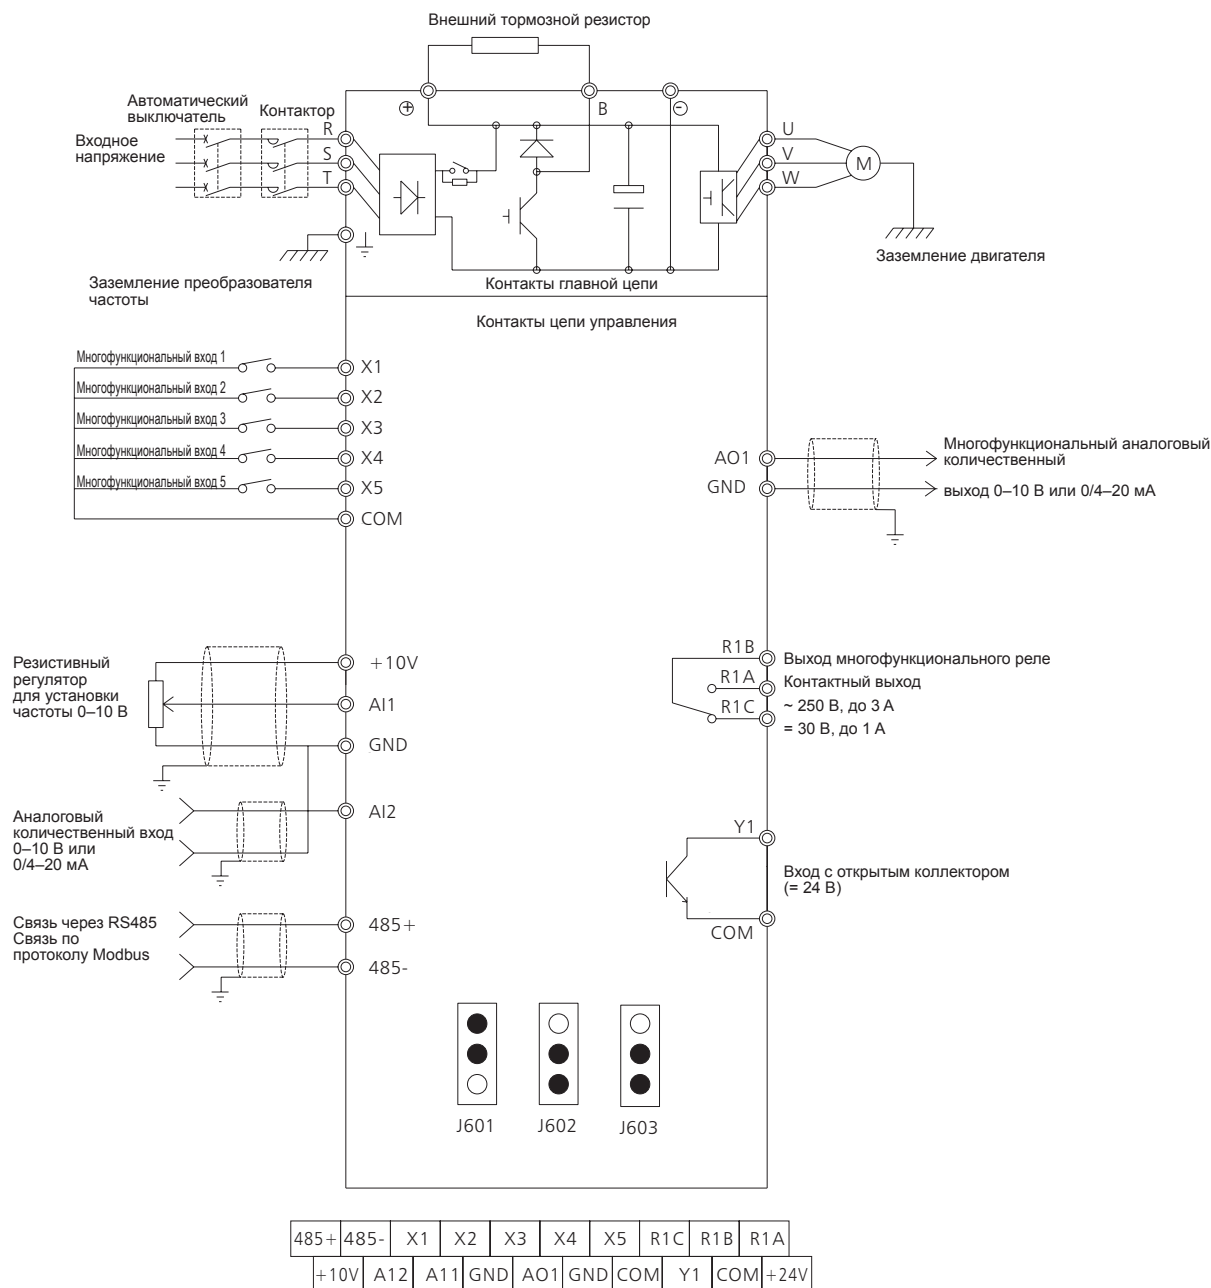 Внешний тормозной резистор
Автоматический
выключатель
Контактор
Входное
напряжение
R
S
T
B
U
V
W
M
Заземление двигателя
Заземление преобразователя
частоты
Контакты главной цепи
Контакты цепи управления
Многофункциональный вход 1
X1
Многофункциональный вход 2
X2
Многофункциональный вход 3
X3
Многофункциональный вход 4
X4
Многофункциональный вход 5
X5
COM
AO1
GND
Многофункциональный аналоговый
количественный
выход 0–10 В или 0/4–20 мА
Резистивный
регулятор
для установки
частоты 0–10 В
+10V
AI1
GND
R1B
R1A
R1C
Выход многофункционального реле
Контактный выход
~ 250 В, до 3 А
= 30 В, до 1 А
Аналоговый
количественный вход
0–10 В или
0/4–20 мА
AI2
Y1
COM
Вход с открытым коллектором
(= 24 В)
Связь через RS485
Связь по
протоколу Modbus
485+
485-
J601 J602 J603
485+ 485- X1 X2 X3 X4 X5 R1C R1B R1A
+10V A12 A11 GND AO1 GND COM Y1 COM +24V